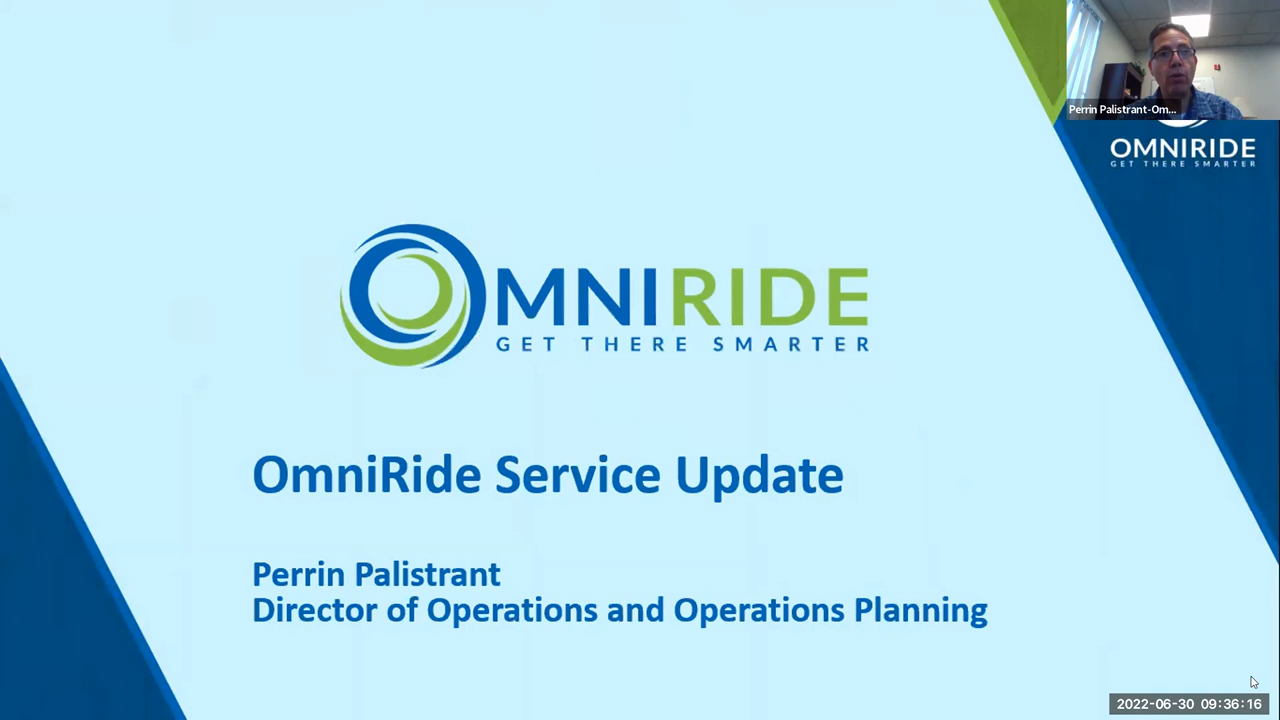 Perrin Palistrant-Om...
OMNIRIDE
GET THERE SMARTER
OMNIRIDE
GET THERE SMARTER
OmniRide Service Update
Perrin Palistrant
Director of Operations and Operations Planning
2022-06-30 09:36:16